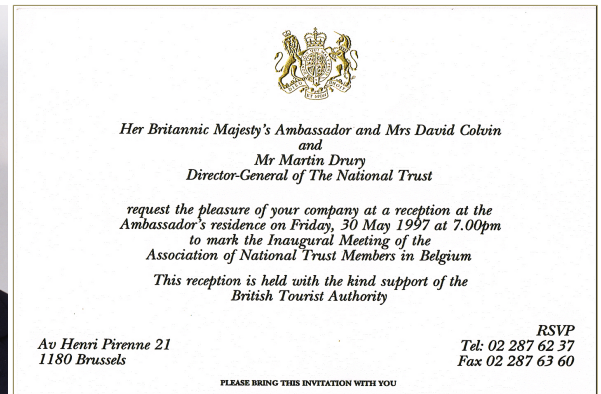 Her Britannic Majesty's Ambassador and Mrs David Colvin
and
Mr Martin Drury
Director-General of The National Trust
request the pleasure of your company at a reception at the
Ambassador's residence on Friday, 30 May 1997 at 7.00pm
to mark the Inaugural Meeting of the
Association of National Trust Members in Belgium
This reception is held with the kind support of the
British Tourist Authority
Av Henri Pirenne 21
1180 Brussels
RSVP
Tel: 02 287 62 37
Fax 02 287 63 60
PLEASE BRING THIS INVITATION WITH YOU